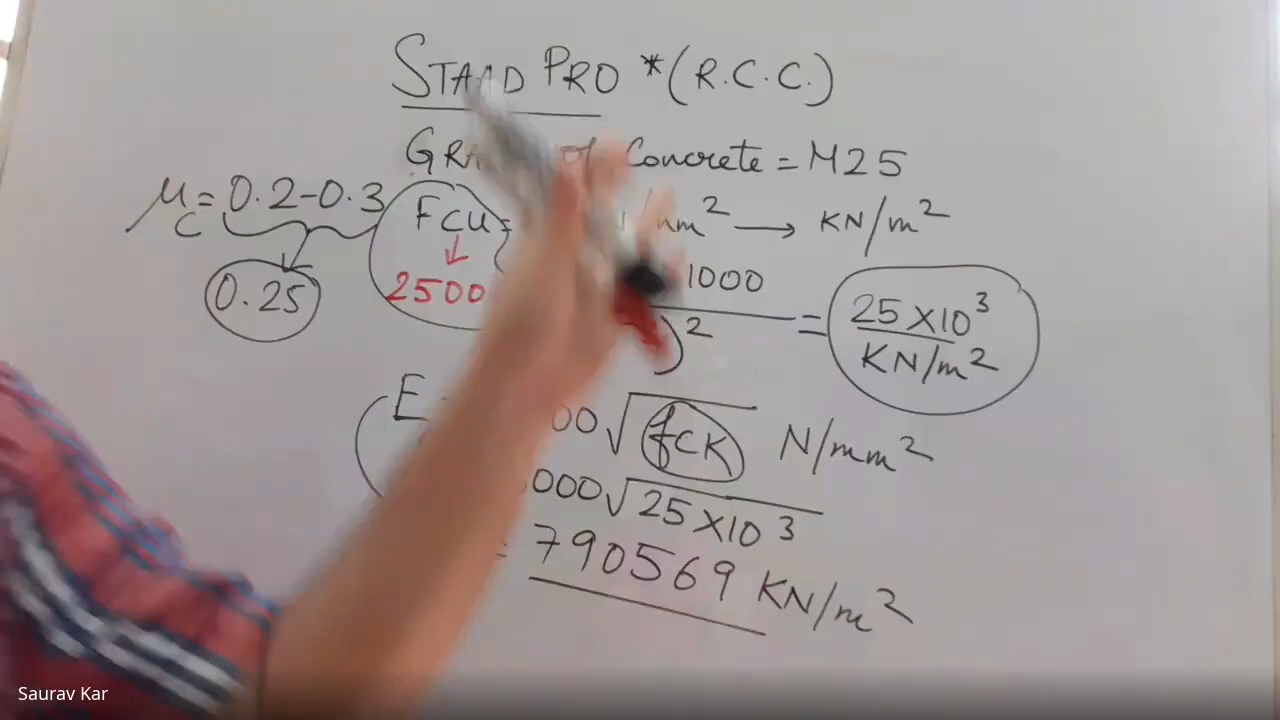 STAAD PRO *(R.C.C.)
Concrete = M25
μc = 0.2-0.3
Fcu =
mm² → KN/m²
0.25
2500
1000
)²
= 25×10³
KN/m²
E
00√fck N/mm²
000√25×10³
= 790569 KN/m²
Saurav Kar